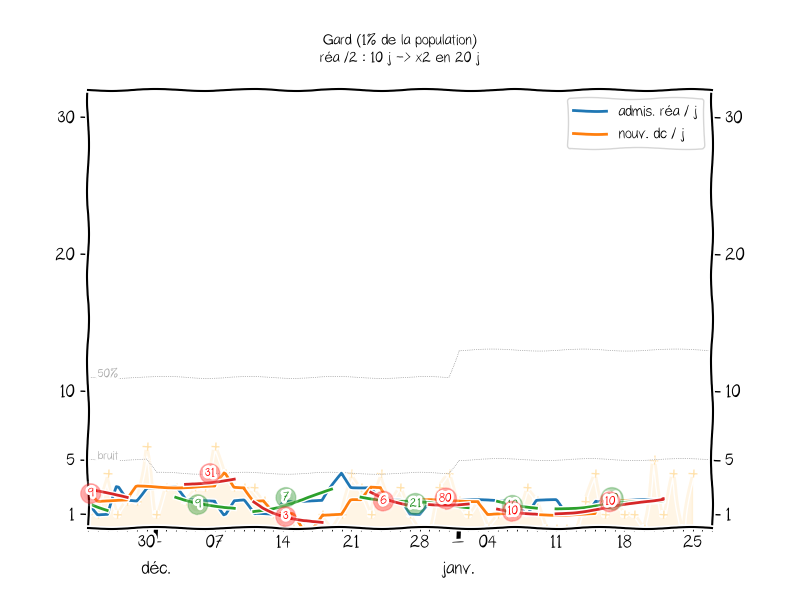 Gard (1% de la population)
réa /2 : 10 j -> x2 en 20 j
admis. réa / j
nouv. dc / j
30 30
20 20
10 10
5 5
1 1
50%
bruit
9 31 9 7 3 6 21 80 10 10
30 07 14 21 28 04 11 18 25
déc. janv.